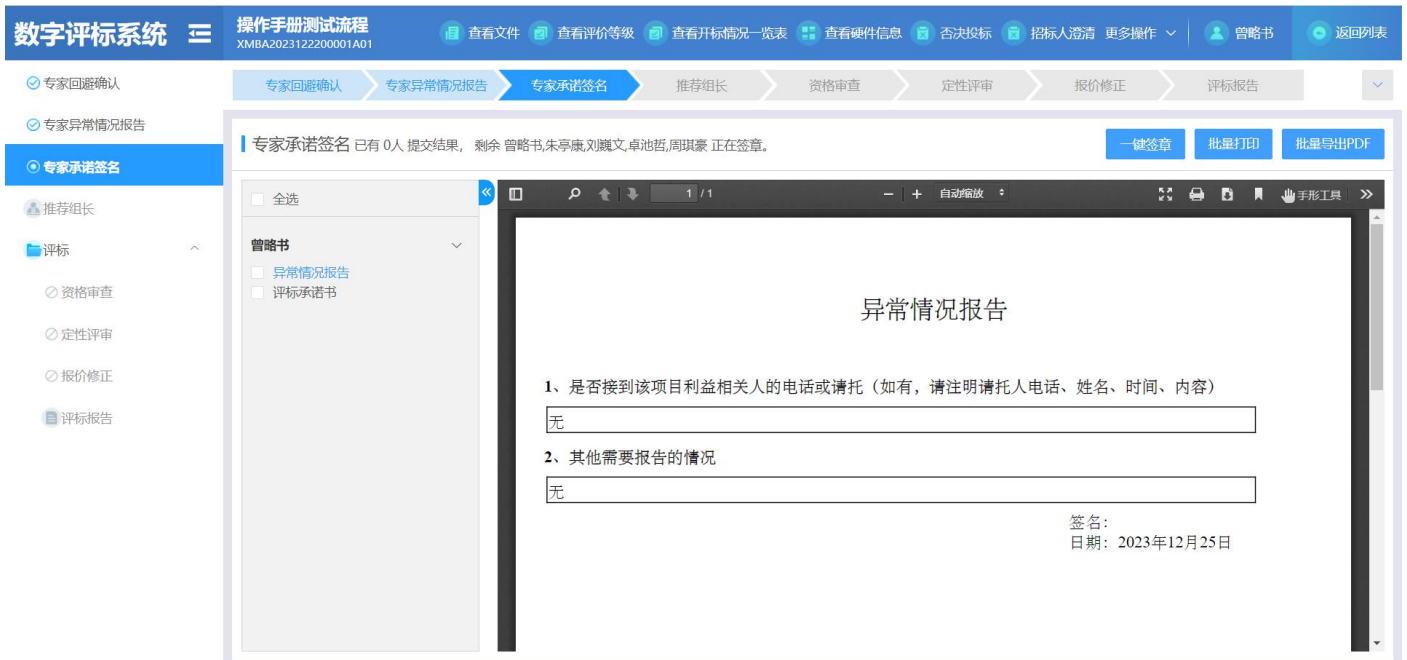 数字评标系统
操作手册测试流程
XMBA2023122200001A01
查看文件 查看评价等级 查看开标情况一览表 查看硬件信息 否决投标 招标人澄清 更多操作 曾略书 返回列表
专家回避确认
专家异常情况报告
专家承诺签名
推荐组长
评标
资格审查
定性评审
报价修正
评标报告
专家回避确认 专家异常情况报告 专家承诺签名 推荐组长 资格审查 定性评审 报价修正 评标报告
专家承诺签名 已有 0人 提交结果， 剩余 曾略书,朱亭康,刘巍文,卓池哲,周琪豪 正在签章。
一键签章 批量打印 批量导出PDF
全选
曾略书
异常情况报告
评标承诺书
1 / 1 自动缩放 手形工具
异常情况报告
1、是否接到该项目利益相关人的电话或请托（如有，请注明请托人电话、姓名、时间、内容）
无
2、其他需要报告的情况
无
签名：
日期：2023年12月25日